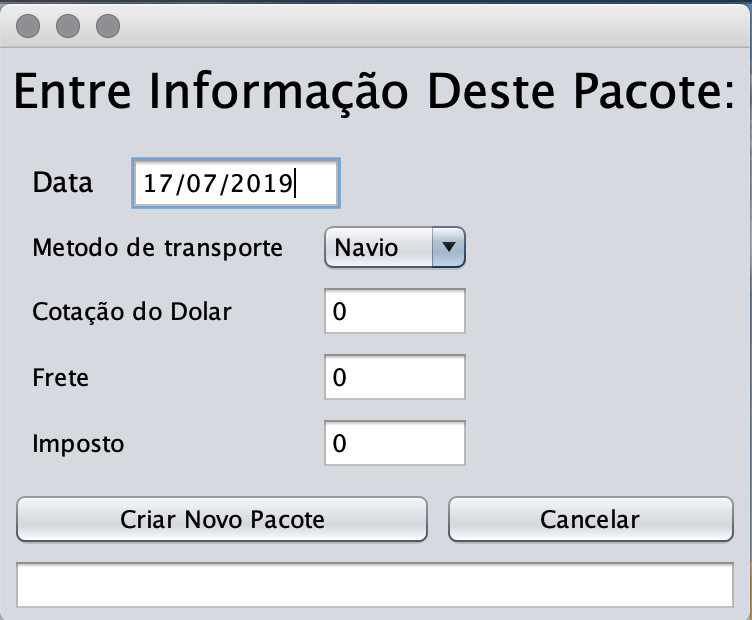 Entre Informação Deste Pacote:
Data 17/07/2019
Metodo de transporte Navio
Cotação do Dolar 0
Frete 0
Imposto 0
Criar Novo Pacote Cancelar